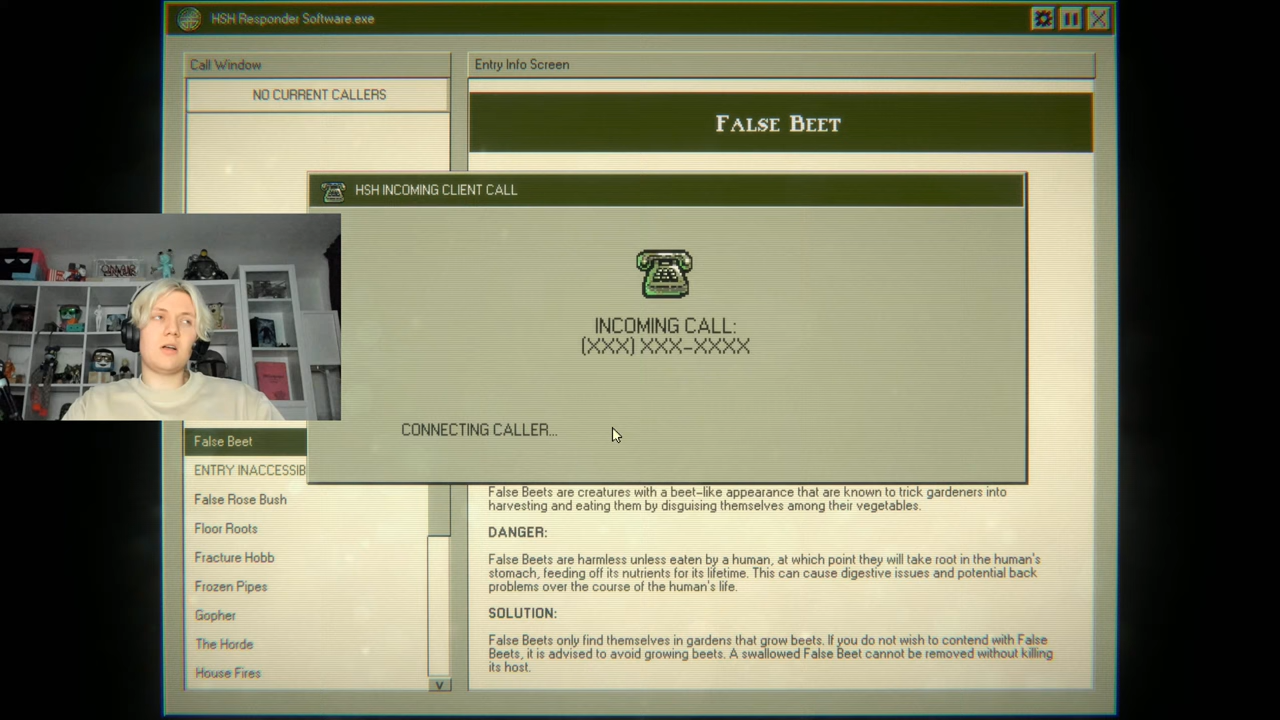 HSH Responder Software.exe
Call Window
Entry Info Screen
NO CURRENT CALLERS
FALSE BEET
HSH INCOMING CLIENT CALL
INCOMING CALL:
(XXX) XXX-XXXX
CONNECTING CALLER...
False Beet
ENTRY INACCESSIB
False Rose Bush
Floor Roots
Fracture Hobb
Frozen Pipes
Gopher
The Horde
House Fires
V
False Beets are creatures with a beet-like appearance that are known to trick gardeners into
harvesting and eating them by disguising themselves among their vegetables.
DANGER:
False Beets are harmless unless eaten by a human, at which point they will take root in the human's
stomach, feeding off its nutrients for its lifetime. This can cause digestive issues and potential back
problems over the course of the human's life.
SOLUTION:
False Beets only find themselves in gardens that grow beets. If you do not wish to contend with False
Beets, it is advised to avoid growing beets. A swallowed False Beet cannot be removed without killing
its host.